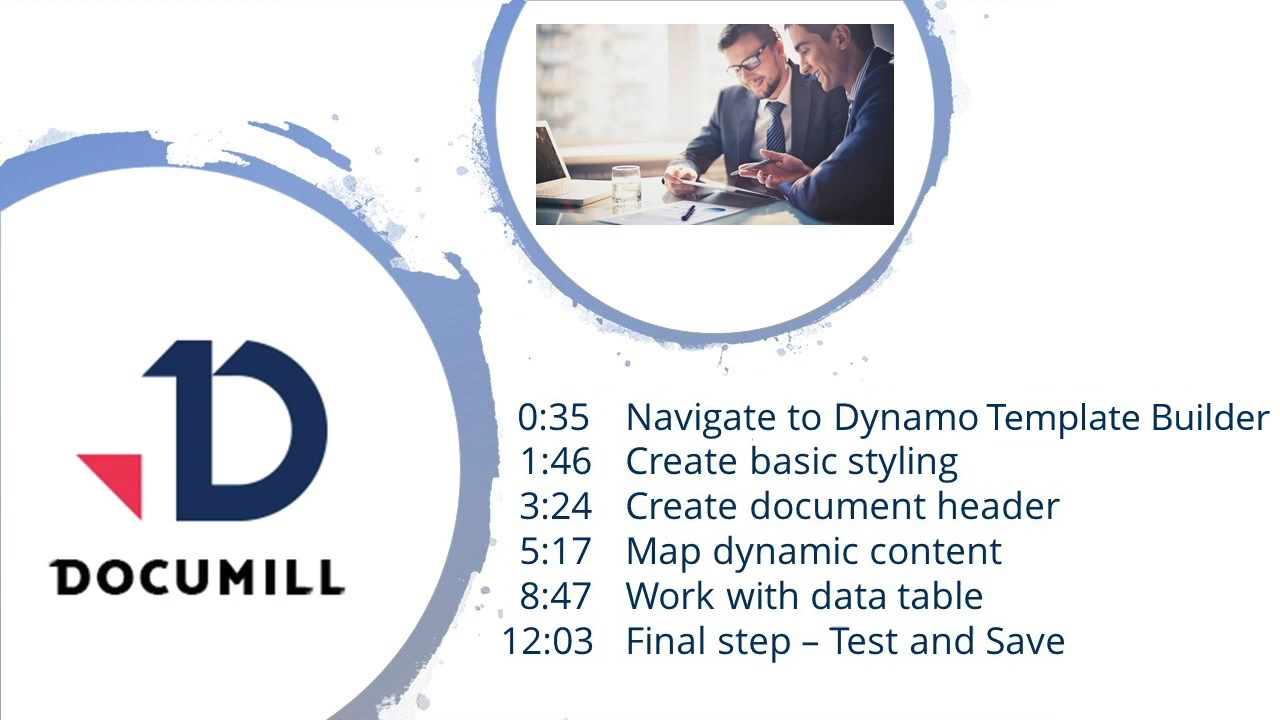 DOCUMILL
0:35 Navigate to Dynamo Template Builder
1:46 Create basic styling
3:24 Create document header
5:17 Map dynamic content
8:47 Work with data table
12:03 Final step – Test and Save